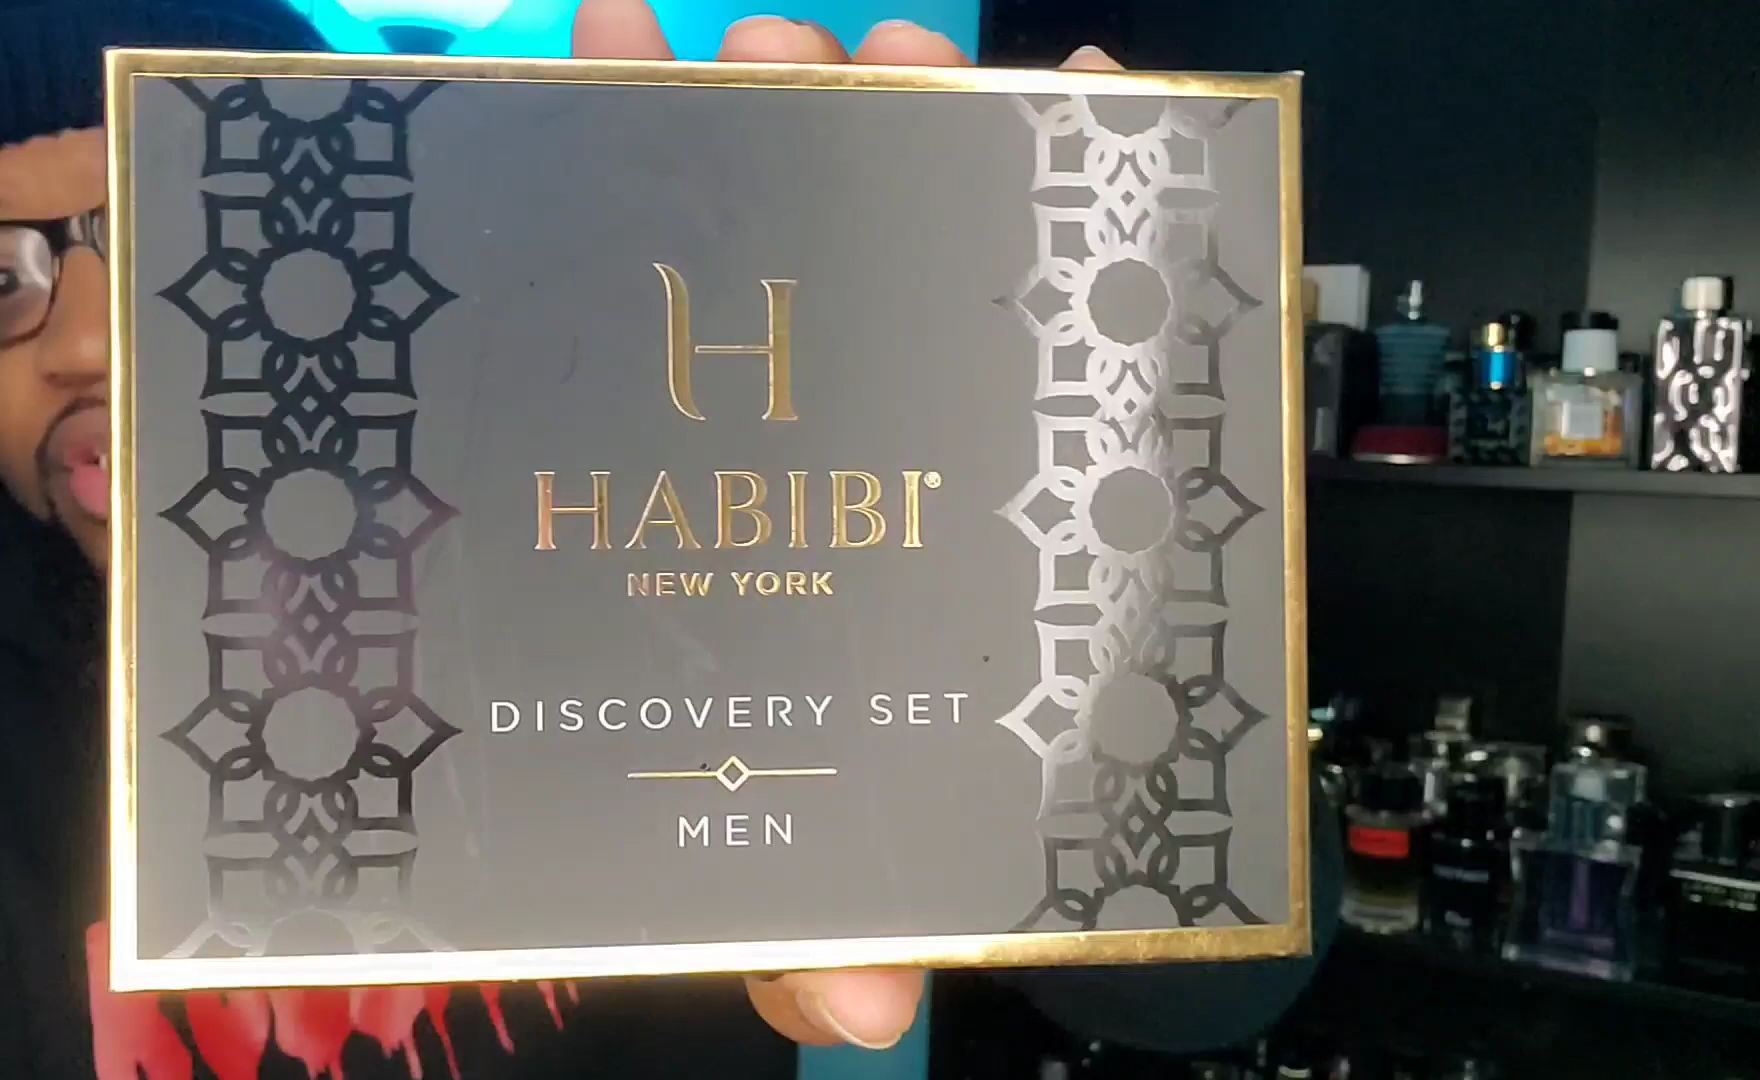 H
HABIBI®
NEW YORK
DISCOVERY SET
MEN